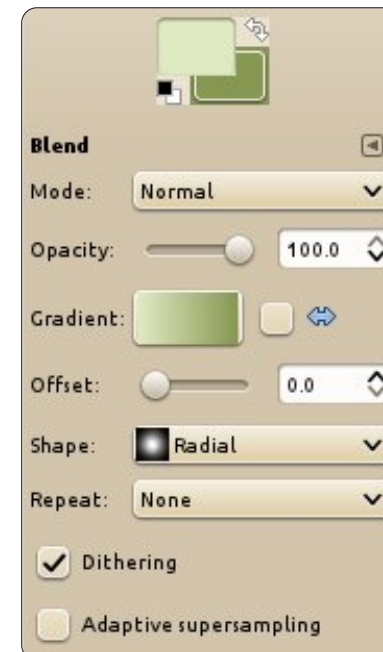 Blend
Mode: Normal
Opacity: 100.0
Gradient:
Offset: 0.0
Shape: Radial
Repeat: None
Dithering
Adaptive supersampling